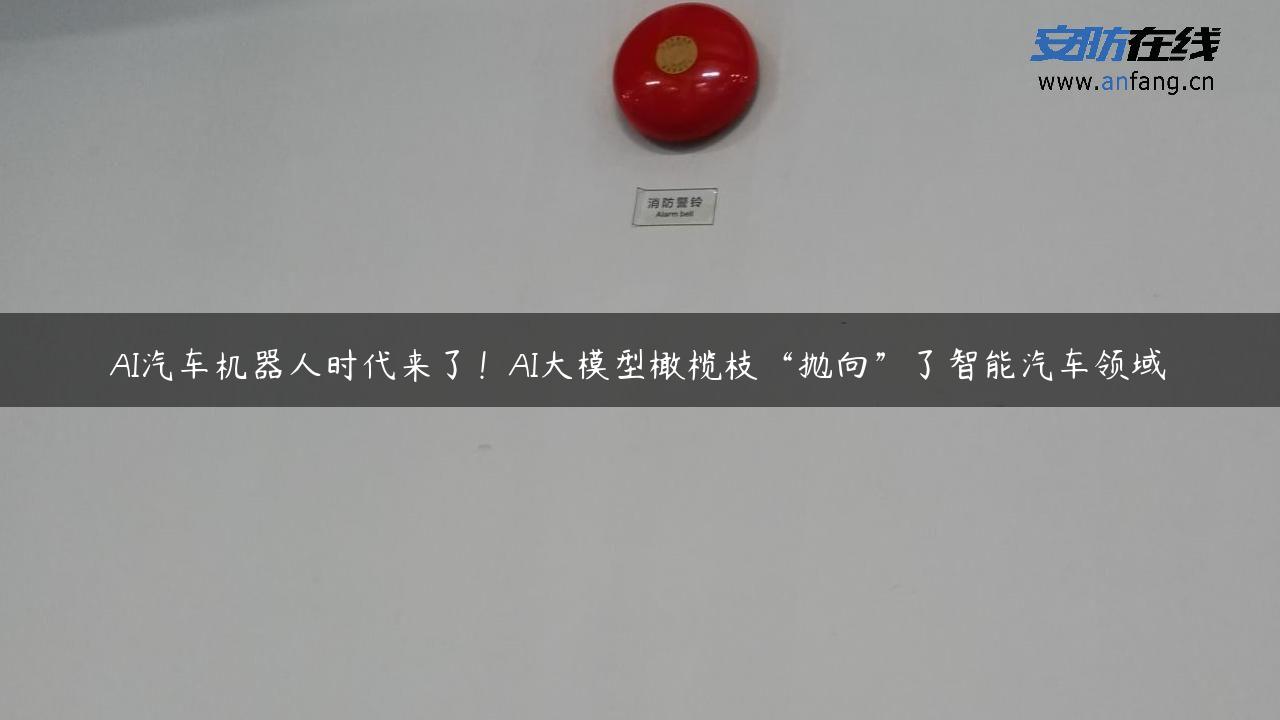 安防在线
www.anfang.cn
消防警铃
Alarm bell
AI汽车机器人时代来了！AI大模型橄榄枝“抛向”了智能汽车领域